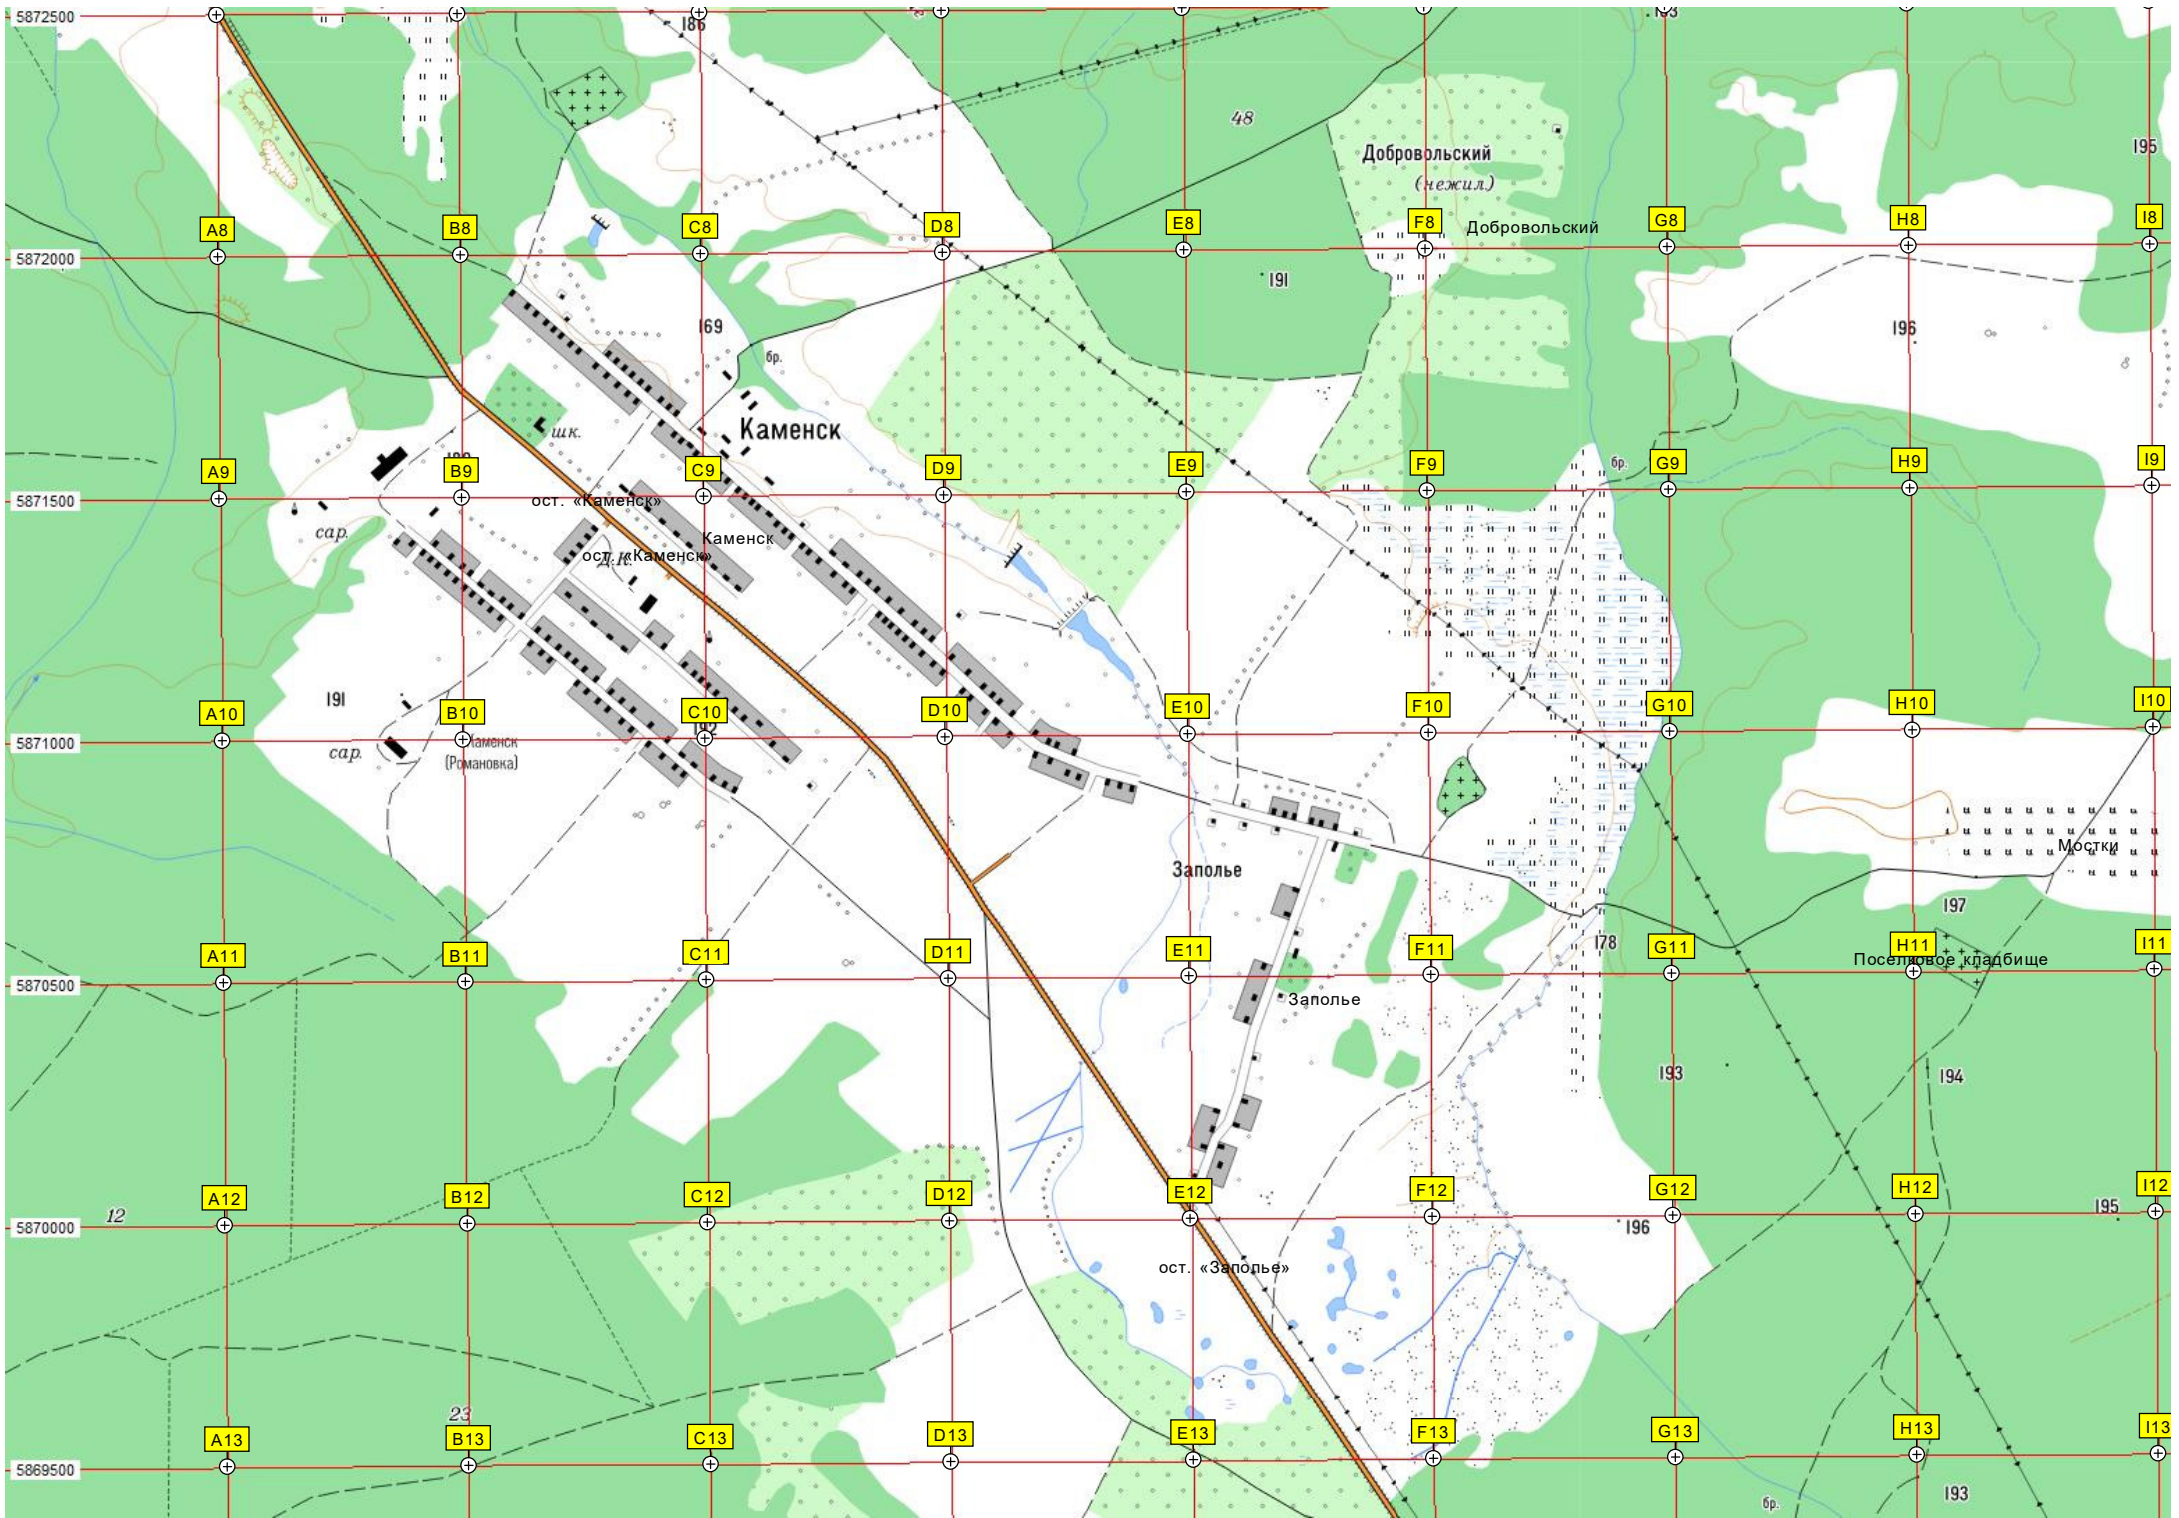 5872500
186
183
48
Добровольский
(нежил.)
195
A8
B8
C8
D8
E8
F8
Добровольский
G8
H8
I8
5872000
191
169
196
бр.
Каменск
шк.
A9
B9
C9
D9
E9
F9
бр.
G9
H9
I9
5871500
ост. «Каменск»
сар.
Каменск
ост. «Каменск»
Д.К.
191
A10
B10
C10
D10
E10
F10
G10
H10
I10
5871000
сар.
Каменск
(Романовка)
Мостки
Заполье
197
178
A11
B11
C11
D11
E11
F11
G11
H11
I11
Поселковое кладбище
5870500
Заполье
193
194
A12
B12
C12
D12
E12
F12
G12
H12
I12
12
195
5870000
196
ост. «Заполье»
23
A13
B13
C13
D13
E13
F13
G13
H13
I13
5869500
193
бр.